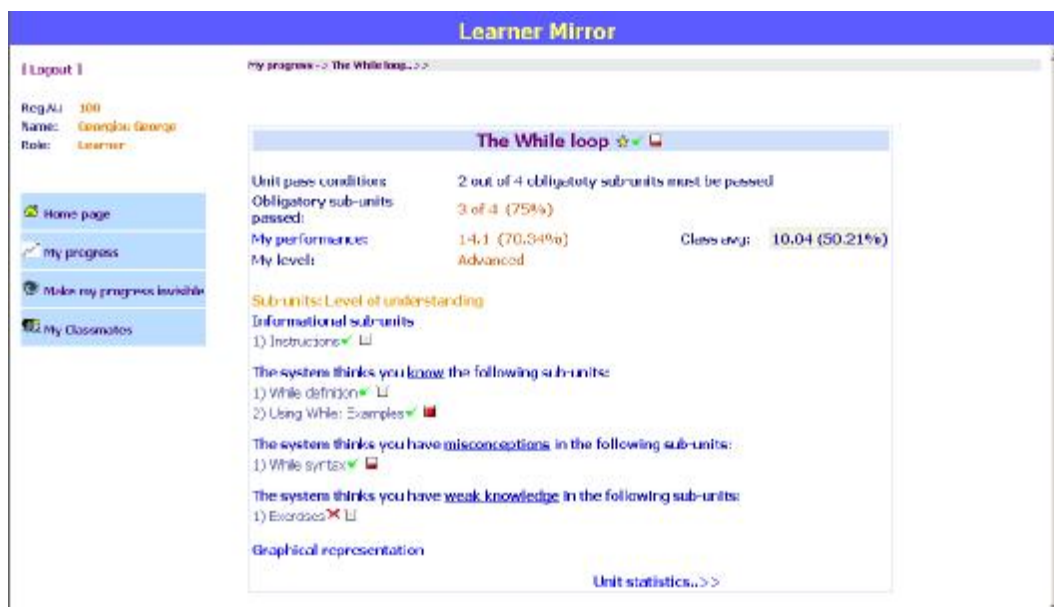 Learner Mirror
[ Logout ]
My progress -> The While loop..>>
Reg.AU 100
Name: Georgiou George
Role: Learner
Home page
My progress
Make my progress invisible
My Classmates
The While loop
Unit pass condition: 2 out of 4 obligatoty sub-units must be passed
Obligatory sub-units
passed: 3 of 4 (75%)
My performance: 14.1 (70.34%) Class avg: 10.04 (50.21%)
My level: Advanced
Sub-units: Level of understanding
Informational sub-units
1) Instructions
The system thinks you know the following sub-units:
1) While definition
2) Using While: Examples
The system thinks you have misconceptions in the following sub-units:
1) While syntax
The system thinks you have weak knowledge in the following sub-units:
1) Exercises
Graphical representation
Unit statistics..>>